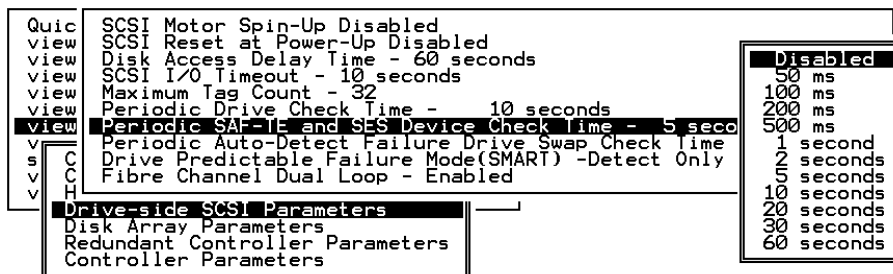 Quic
view
view
view
view
view
view
v
s
v
v
SCSI Motor Spin-Up Disabled
SCSI Reset at Power-Up Disabled
Disk Access Delay Time - 60 seconds
SCSI I/O Timeout - 10 seconds
Maximum Tag Count - 32
Periodic Drive Check Time - 10 seconds
Periodic SAF-TE and SES Device Check Time - 5 seco
Periodic Auto-Detect Failure Drive Swap Check Time
Drive Predictable Failure Mode(SMART) -Detect Only
Fibre Channel Dual Loop - Enabled
C
C
H
Drive-side SCSI Parameters
Disk Array Parameters
Redundant Controller Parameters
Controller Parameters
Disabled
50 ms
100 ms
200 ms
500 ms
1 second
2 seconds
5 seconds
10 seconds
20 seconds
30 seconds
60 seconds